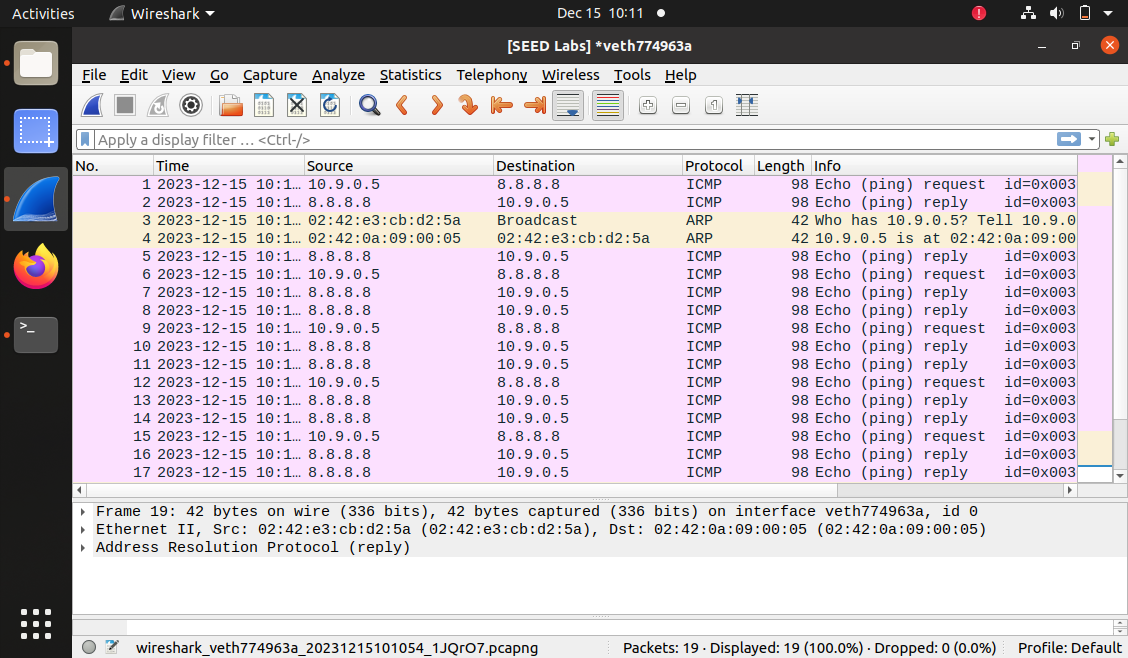 Activities Wireshark Dec 15 10:11
[SEED Labs] *veth774963a
File Edit View Go Capture Analyze Statistics Telephony Wireless Tools Help
Apply a display filter … <Ctrl-/>
No. Time Source Destination Protocol Length Info
1 2023-12-15 10:1… 10.9.0.5 8.8.8.8 ICMP 98 Echo (ping) request id=0x003
2 2023-12-15 10:1… 8.8.8.8 10.9.0.5 ICMP 98 Echo (ping) reply id=0x003
3 2023-12-15 10:1… 02:42:e3:cb:d2:5a Broadcast ARP 42 Who has 10.9.0.5? Tell 10.9.0
4 2023-12-15 10:1… 02:42:0a:09:00:05 02:42:e3:cb:d2:5a ARP 42 10.9.0.5 is at 02:42:0a:09:00
5 2023-12-15 10:1… 8.8.8.8 10.9.0.5 ICMP 98 Echo (ping) reply id=0x003
6 2023-12-15 10:1… 10.9.0.5 8.8.8.8 ICMP 98 Echo (ping) request id=0x003
7 2023-12-15 10:1… 8.8.8.8 10.9.0.5 ICMP 98 Echo (ping) reply id=0x003
8 2023-12-15 10:1… 8.8.8.8 10.9.0.5 ICMP 98 Echo (ping) reply id=0x003
9 2023-12-15 10:1… 10.9.0.5 8.8.8.8 ICMP 98 Echo (ping) request id=0x003
10 2023-12-15 10:1… 8.8.8.8 10.9.0.5 ICMP 98 Echo (ping) reply id=0x003
11 2023-12-15 10:1… 8.8.8.8 10.9.0.5 ICMP 98 Echo (ping) reply id=0x003
12 2023-12-15 10:1… 10.9.0.5 8.8.8.8 ICMP 98 Echo (ping) request id=0x003
13 2023-12-15 10:1… 8.8.8.8 10.9.0.5 ICMP 98 Echo (ping) reply id=0x003
14 2023-12-15 10:1… 8.8.8.8 10.9.0.5 ICMP 98 Echo (ping) reply id=0x003
15 2023-12-15 10:1… 10.9.0.5 8.8.8.8 ICMP 98 Echo (ping) request id=0x003
16 2023-12-15 10:1… 8.8.8.8 10.9.0.5 ICMP 98 Echo (ping) reply id=0x003
17 2023-12-15 10:1… 8.8.8.8 10.9.0.5 ICMP 98 Echo (ping) reply id=0x003
Frame 19: 42 bytes on wire (336 bits), 42 bytes captured (336 bits) on interface veth774963a, id 0
Ethernet II, Src: 02:42:e3:cb:d2:5a (02:42:e3:cb:d2:5a), Dst: 02:42:0a:09:00:05 (02:42:0a:09:00:05)
Address Resolution Protocol (reply)
wireshark_veth774963a_20231215101054_1JQrO7.pcapng Packets: 19 · Displayed: 19 (100.0%) · Dropped: 0 (0.0%) Profile: Default